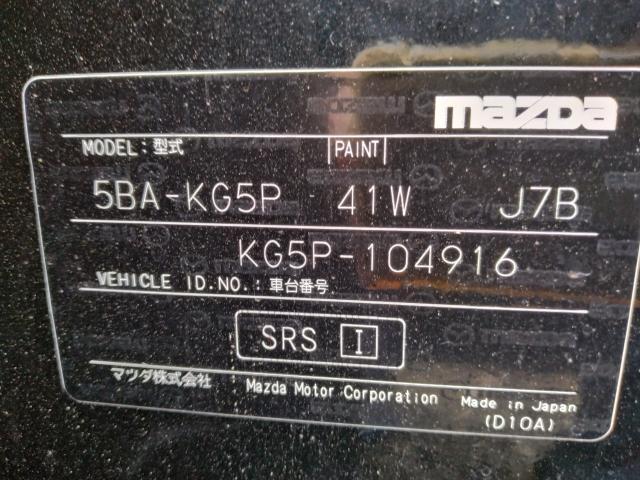 mazda
MODEL:型式 PAINT
5BA-KG5P 41W J7B
KG5P-104916
VEHICLE ID.NO.:車台番号
SRS I
マツダ株式会社 Mazda Motor Corporation Made in Japan
(D10A)